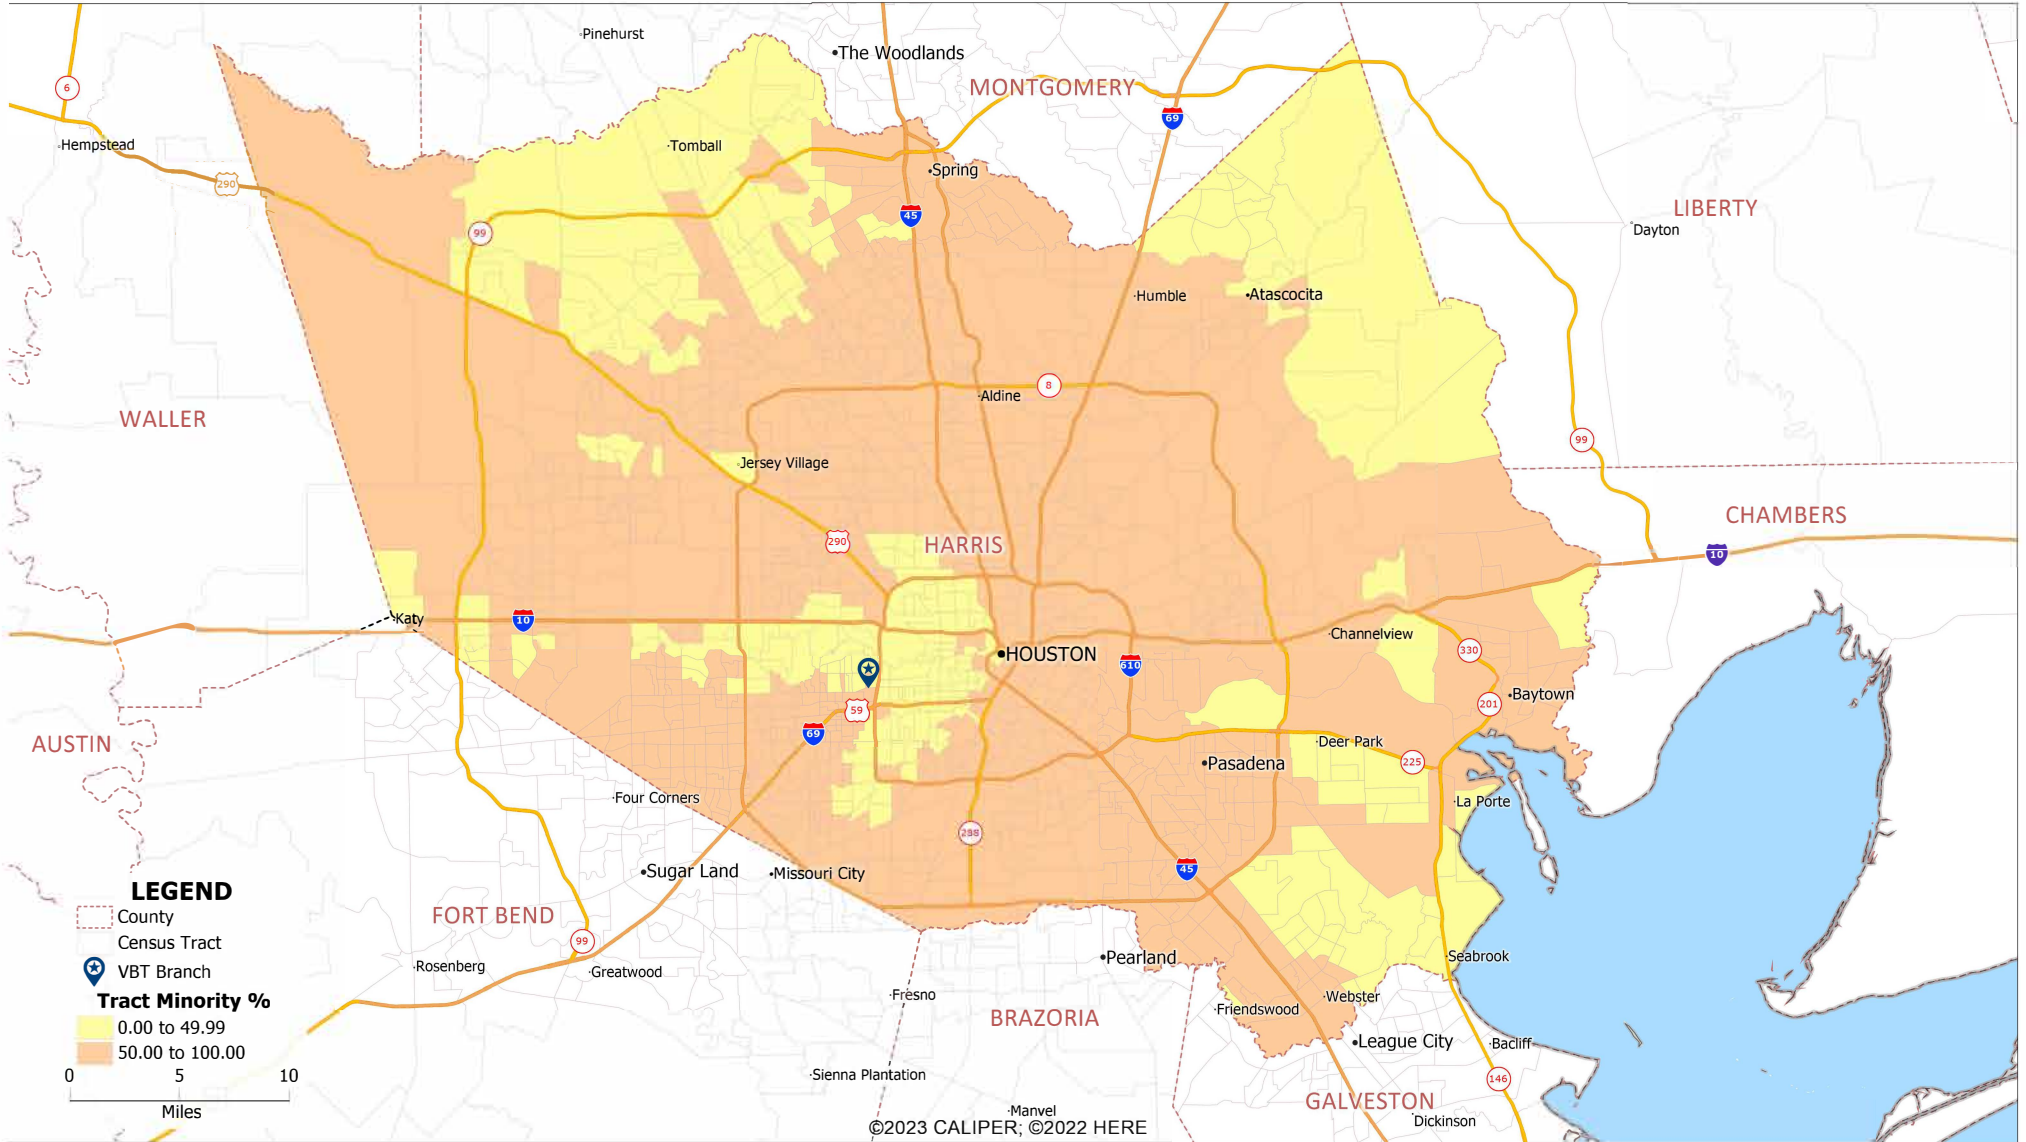 Pinehurst
The Woodlands
MONTGOMERY
6
69
Hempstead
Tomball
290
Spring
LIBERTY
45
Dayton
99
Humble
Atascocita
8
Aldine
WALLER
99
Jersey Village
CHAMBERS
290
HARRIS
10
Katy
10
Channelview
HOUSTON
330
610
Baytown
201
59
69
AUSTIN
Deer Park
225
Pasadena
Four Corners
La Porte
288
Sugar Land
Missouri City
45
LEGEND
County
FORT BEND
Census Tract
99
VBT Branch
Rosenberg
Greatwood
Pearland
Seabrook
Tract Minority %
Fresno
Webster
Friendswood
BRAZORIA
0.00 to 49.99
50.00 to 100.00
League City
Bacliff
0 5 10
Sienna Plantation
146
Miles
GALVESTON
Manvel
Dickinson
©2023 CALIPER; ©2022 HERE